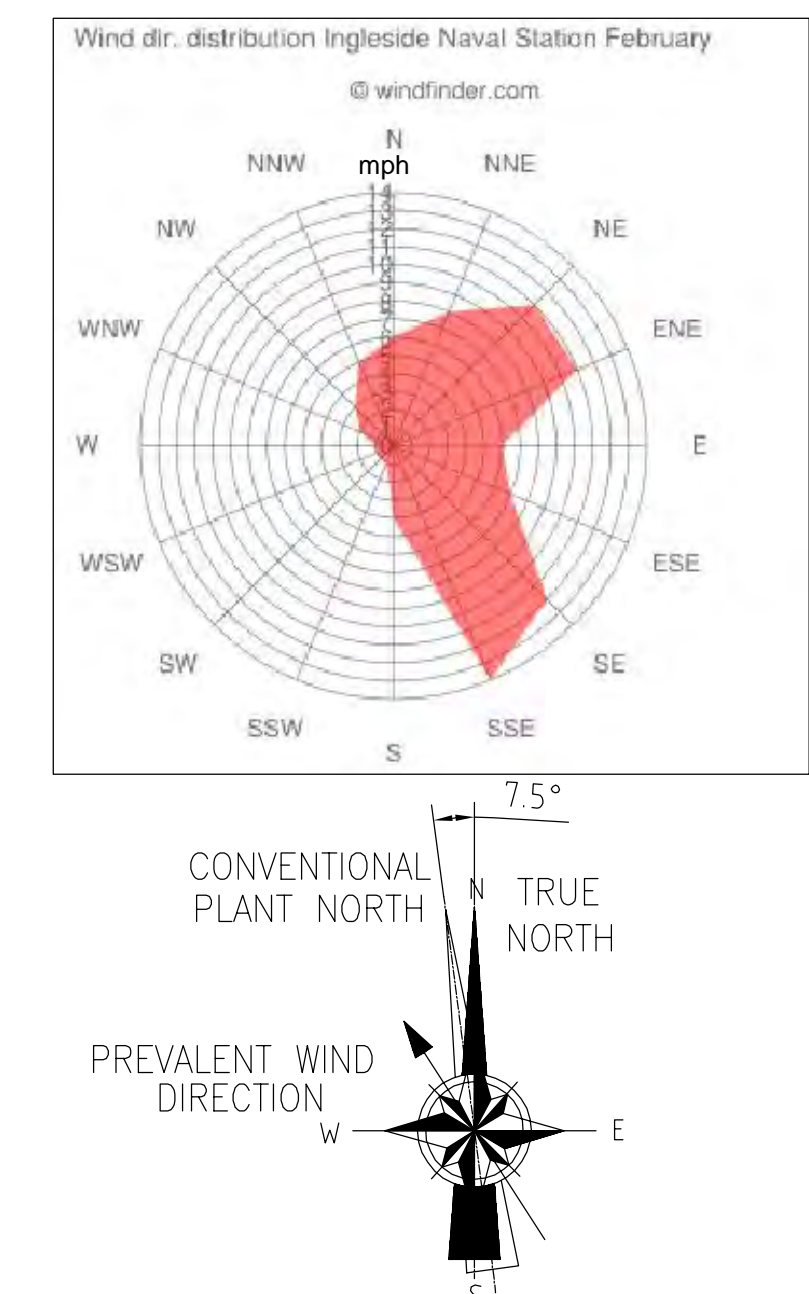 Wind dir. distribution Ingleside Naval Station February
© windfinder.com
N
mph
NNW
NNE
NW
NE
WNW
ENE
W
E
WSW
ESE
SW
SE
SSW
SSE
S
7.5°
CONVENTIONAL
PLANT NORTH
N
TRUE
NORTH
PREVALENT WIND
DIRECTION
W
E
S